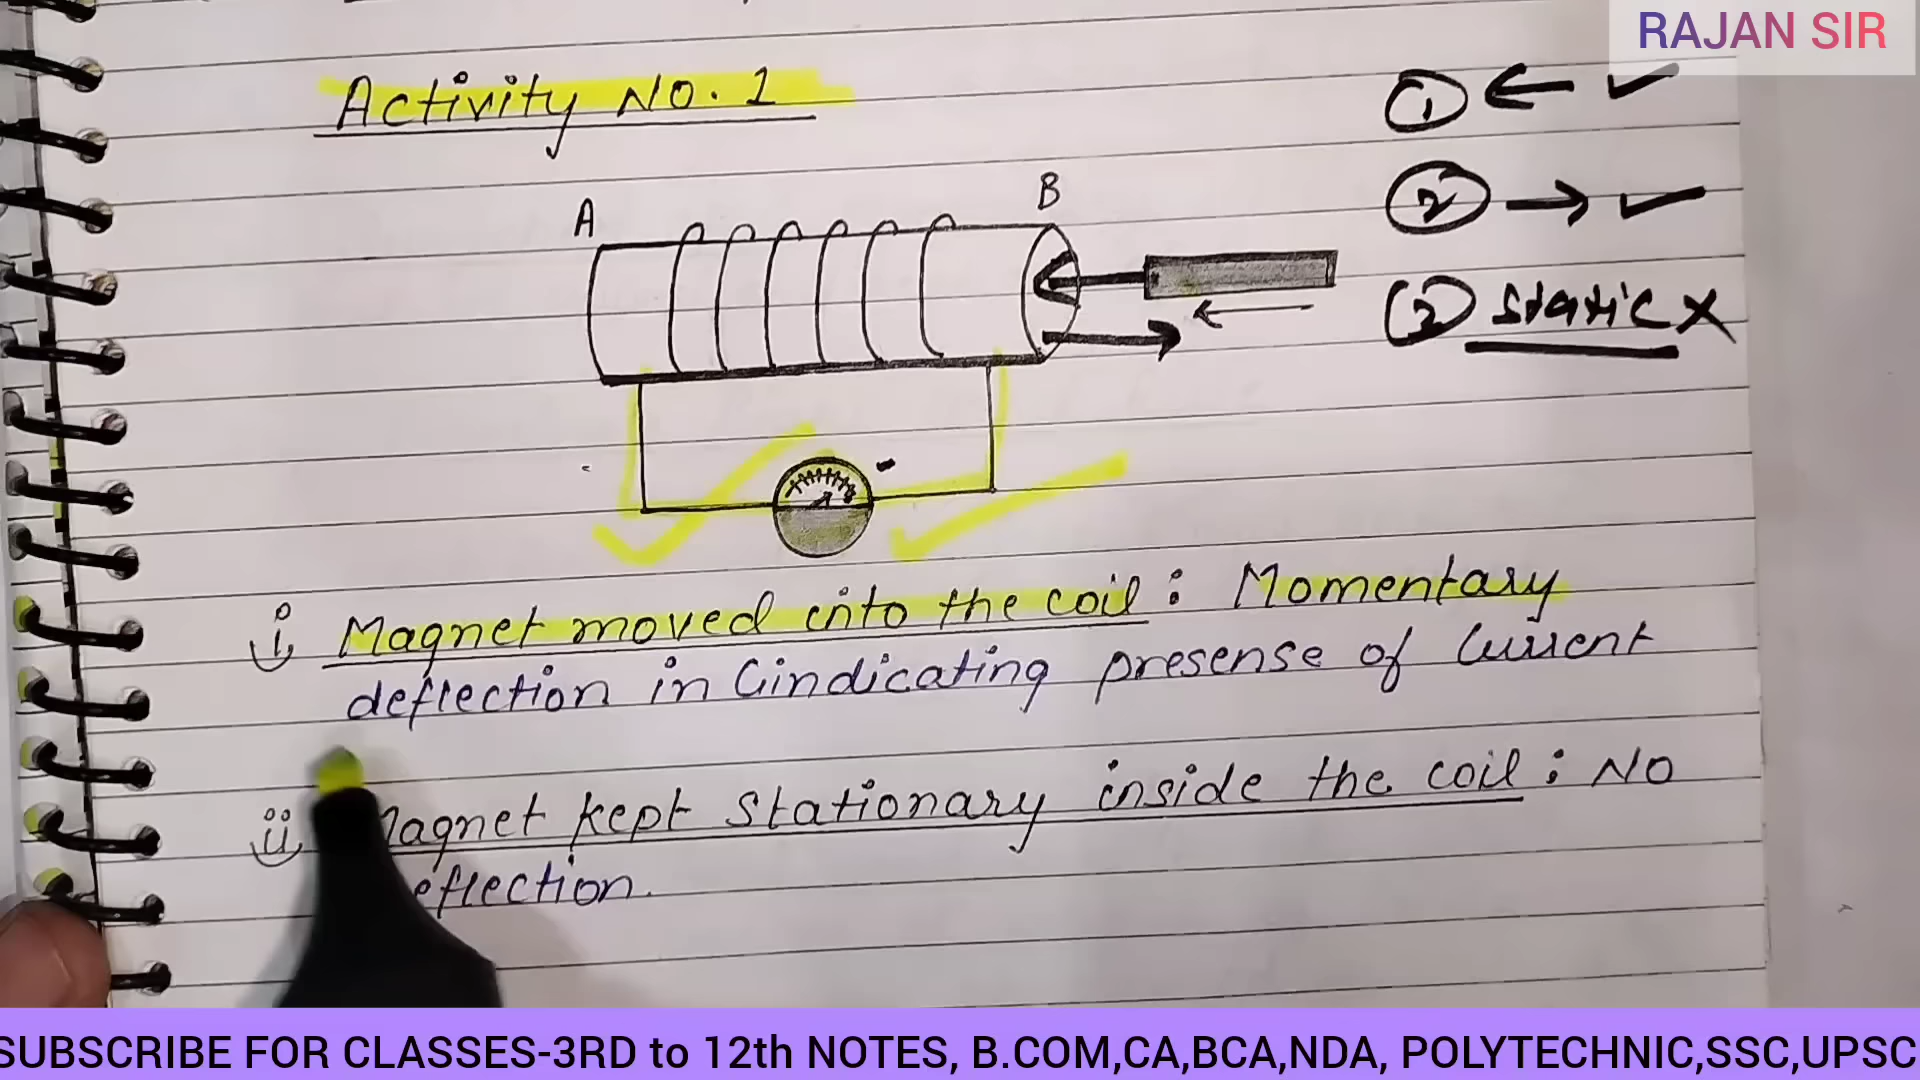 RAJAN SIR
Activity No. 1
① ← ✓
② → ✓
③ Static ✗
A
B
i) Magnet moved into the coil : Momentary
deflection in Gindicating presense of Current
ii) Magnet kept Stationary inside the coil : No
eflection.
SUBSCRIBE FOR CLASSES-3RD to 12th NOTES, B.COM,CA,BCA,NDA, POLYTECHNIC,SSC,UPSC